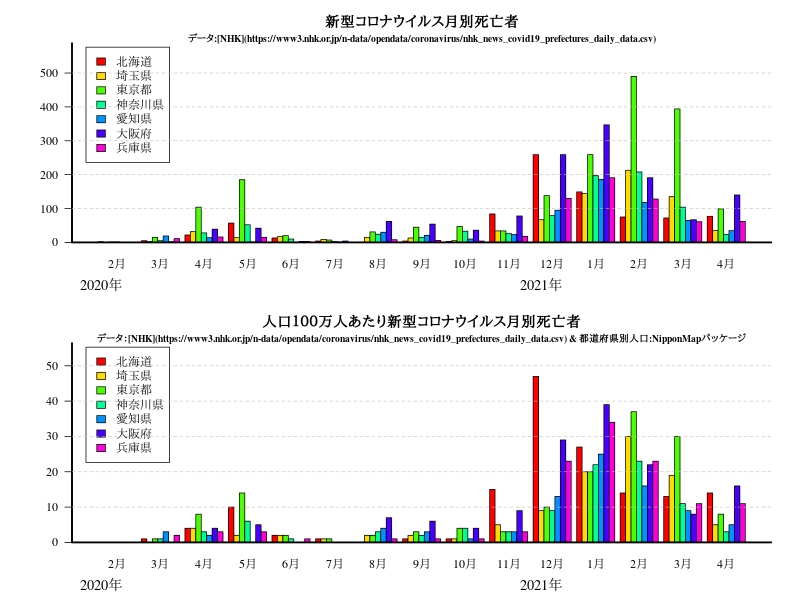 新型コロナウイルス月別死亡者
データ:[NHK](https://www3.nhk.or.jp/n-data/opendata/coronavirus/nhk_news_covid19_prefectures_daily_data.csv)
北海道
埼玉県
東京都
神奈川県
愛知県
大阪府
兵庫県
500
400
300
200
100
0
2月 3月 4月 5月 6月 7月 8月 9月 10月 11月 12月 1月 2月 3月 4月
2020年 2021年
人口100万人あたり新型コロナウイルス月別死亡者
データ:[NHK](https://www3.nhk.or.jp/n-data/opendata/coronavirus/nhk_news_covid19_prefectures_daily_data.csv) & 都道府県別人口:NipponMapパッケージ
北海道
埼玉県
東京都
神奈川県
愛知県
大阪府
兵庫県
50
40
30
20
10
0
2月 3月 4月 5月 6月 7月 8月 9月 10月 11月 12月 1月 2月 3月 4月
2020年 2021年